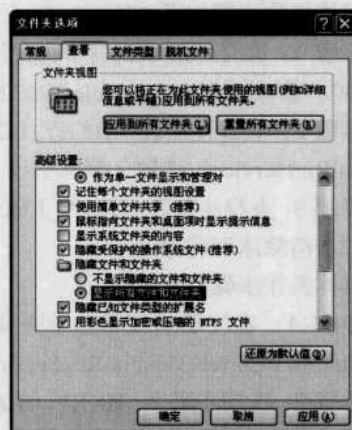 文件夹选项
常规 查看 文件类型 脱机文件
文件夹视图
您可以将正在为此文件夹使用的视图(例如详细
信息或平铺)应用到所有文件夹。
应用到所有文件夹(L) 重置所有文件夹(R)
高级设置:
作为单一文件显示和管理对
记住每个文件夹的视图设置
使用简单文件共享 (推荐)
鼠标指向文件夹和桌面项时显示提示信息
显示系统文件夹的内容
隐藏受保护的操作系统文件(推荐)
隐藏文件和文件夹
不显示隐藏的文件和文件夹
显示所有文件和文件夹
隐藏已知文件类型的扩展名
用彩色显示加密或压缩的 NTFS 文件
还原为默认值(D)
确定 取消 应用(A)